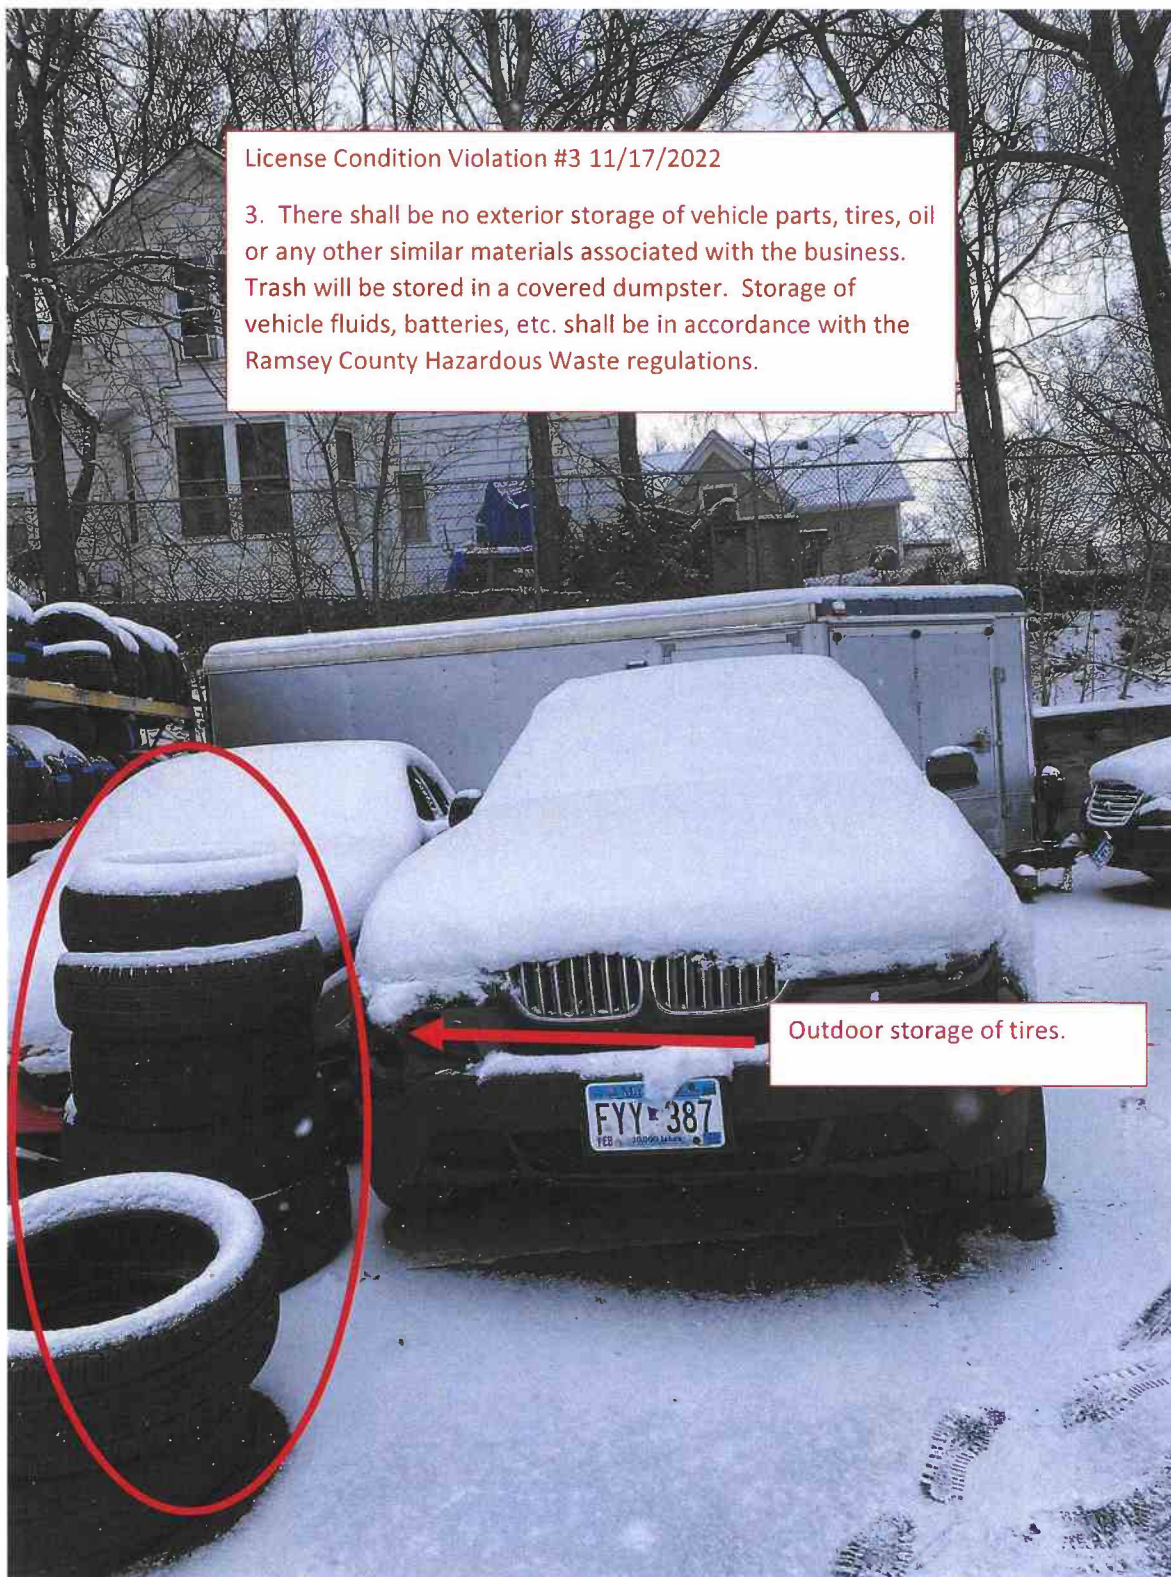 License Condition Violation #3 11/17/2022
3. There shall be no exterior storage of vehicle parts, tires, oil
or any other similar materials associated with the business.
Trash will be stored in a covered dumpster. Storage of
vehicle fluids, batteries, etc. shall be in accordance with the
Ramsey County Hazardous Waste regulations.
Outdoor storage of tires.
FYY 387
FEB 10,000 lakes